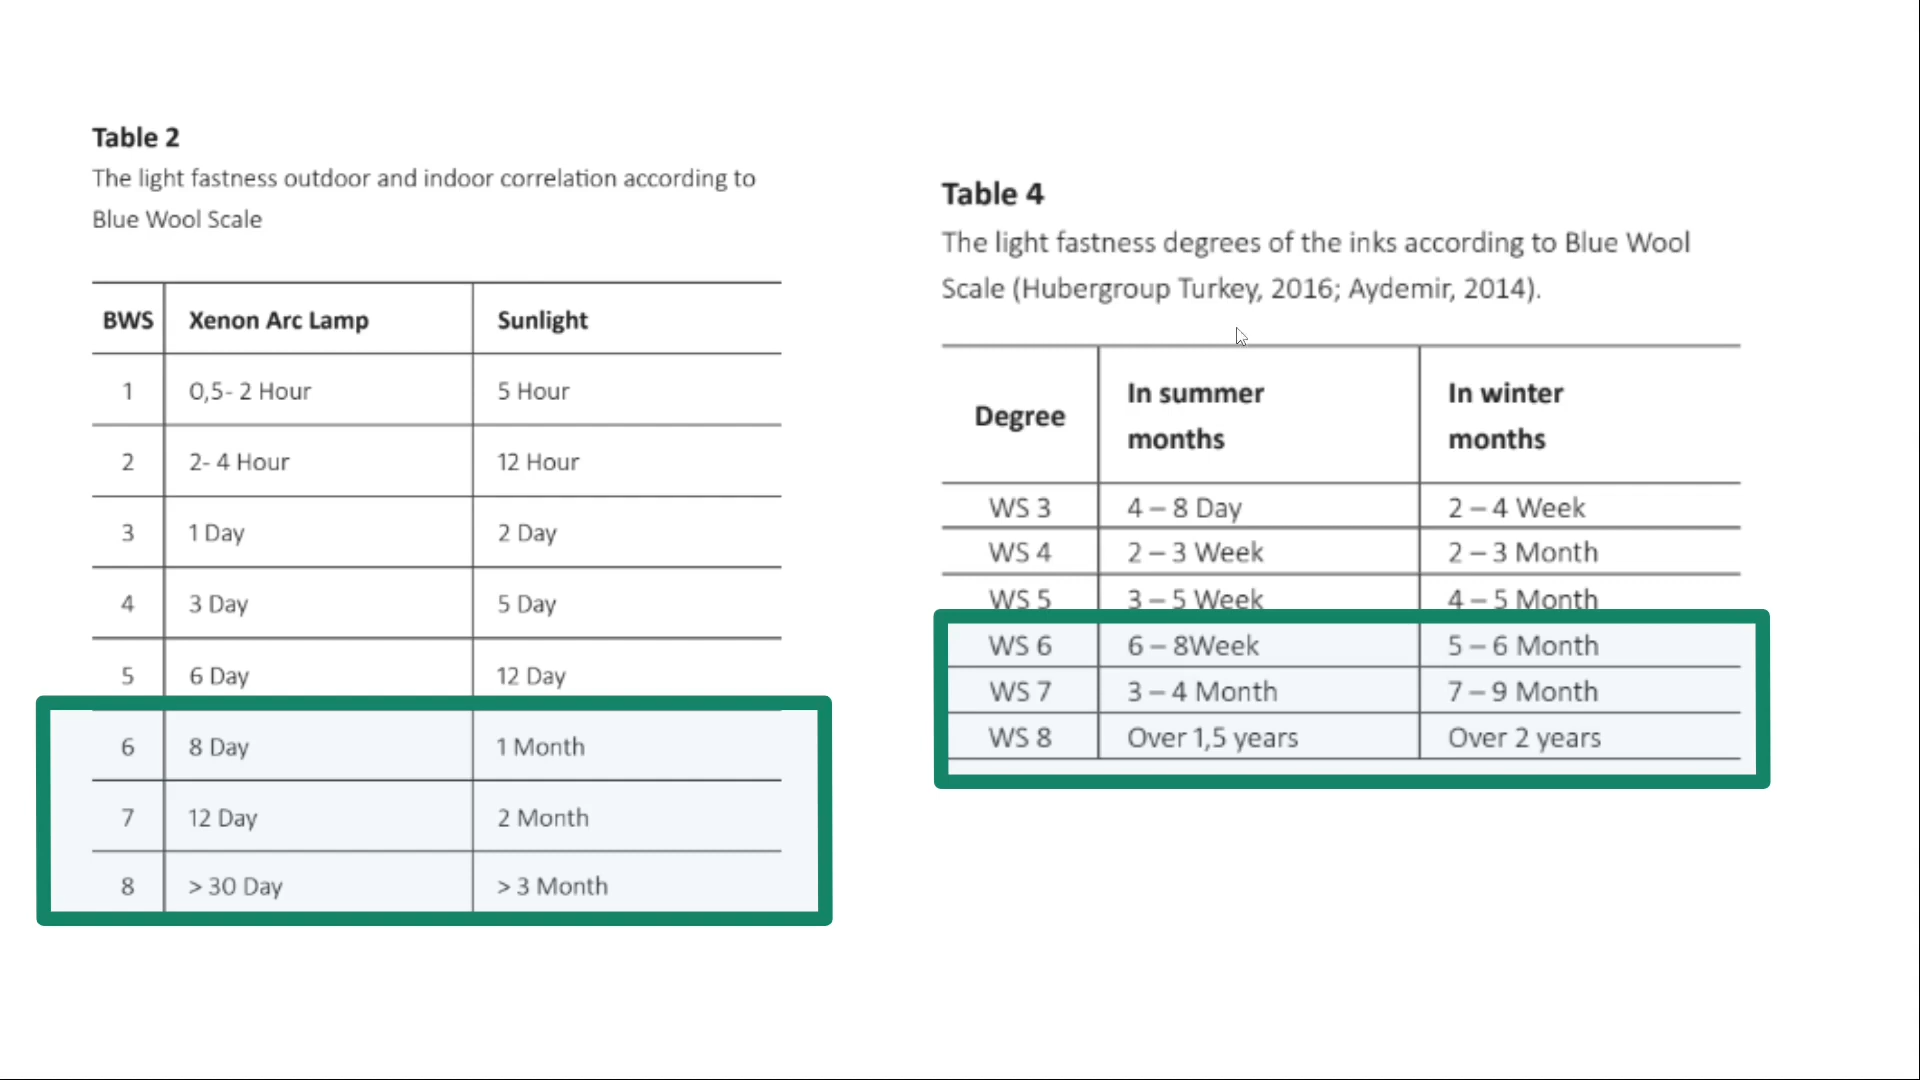 Table 2
The light fastness outdoor and indoor correlation according to
Blue Wool Scale
BWS Xenon Arc Lamp Sunlight
1 0,5- 2 Hour 5 Hour
2 2- 4 Hour 12 Hour
3 1 Day 2 Day
4 3 Day 5 Day
5 6 Day 12 Day
6 8 Day 1 Month
7 12 Day 2 Month
8 > 30 Day > 3 Month
Table 4
The light fastness degrees of the inks according to Blue Wool
Scale (Hubergroup Turkey, 2016; Aydemir, 2014).
Degree In summer months In winter months
WS 3 4 – 8 Day 2 – 4 Week
WS 4 2 – 3 Week 2 – 3 Month
WS 5 3 – 5 Week 4 – 5 Month
WS 6 6 – 8Week 5 – 6 Month
WS 7 3 – 4 Month 7 – 9 Month
WS 8 Over 1,5 years Over 2 years